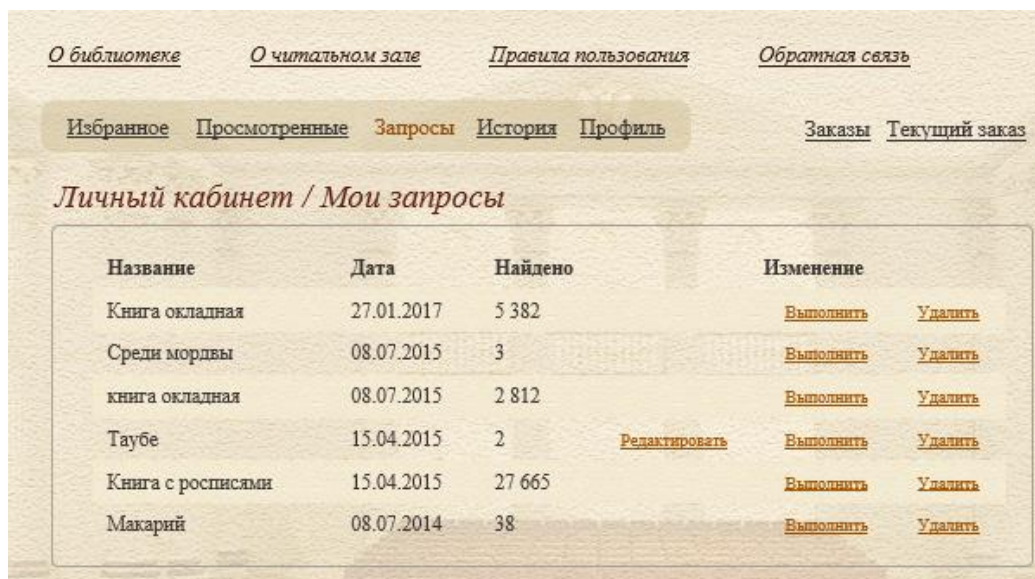 О библиотеке О читальном зале Правила пользования Обратная связь
Избранное Просмотренные Запросы История Профиль Заказы Текущий заказ
Личный кабинет / Мои запросы
Название Дата Найдено Изменение
Книга окладная 27.01.2017 5 382 Выполнить Удалить
Среди мордвы 08.07.2015 3 Выполнить Удалить
книга окладная 08.07.2015 2 812 Выполнить Удалить
Таубе 15.04.2015 2 Редактировать Выполнить Удалить
Книга с росписями 15.04.2015 27 665 Выполнить Удалить
Макарий 08.07.2014 38 Выполнить Удалить